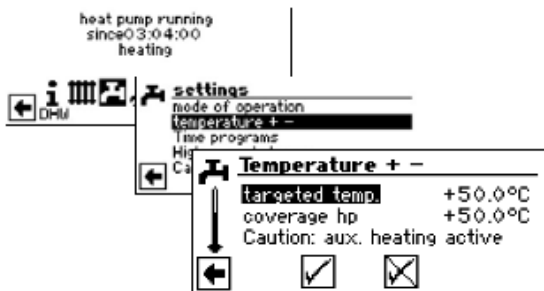 heat pump running
since03:04:00
heating
DHW
settings
mode of operation
temperature + -
Time programs
Temperature + -
targeted temp. +50.0°C
coverage hp +50.0°C
Caution: aux. heating active